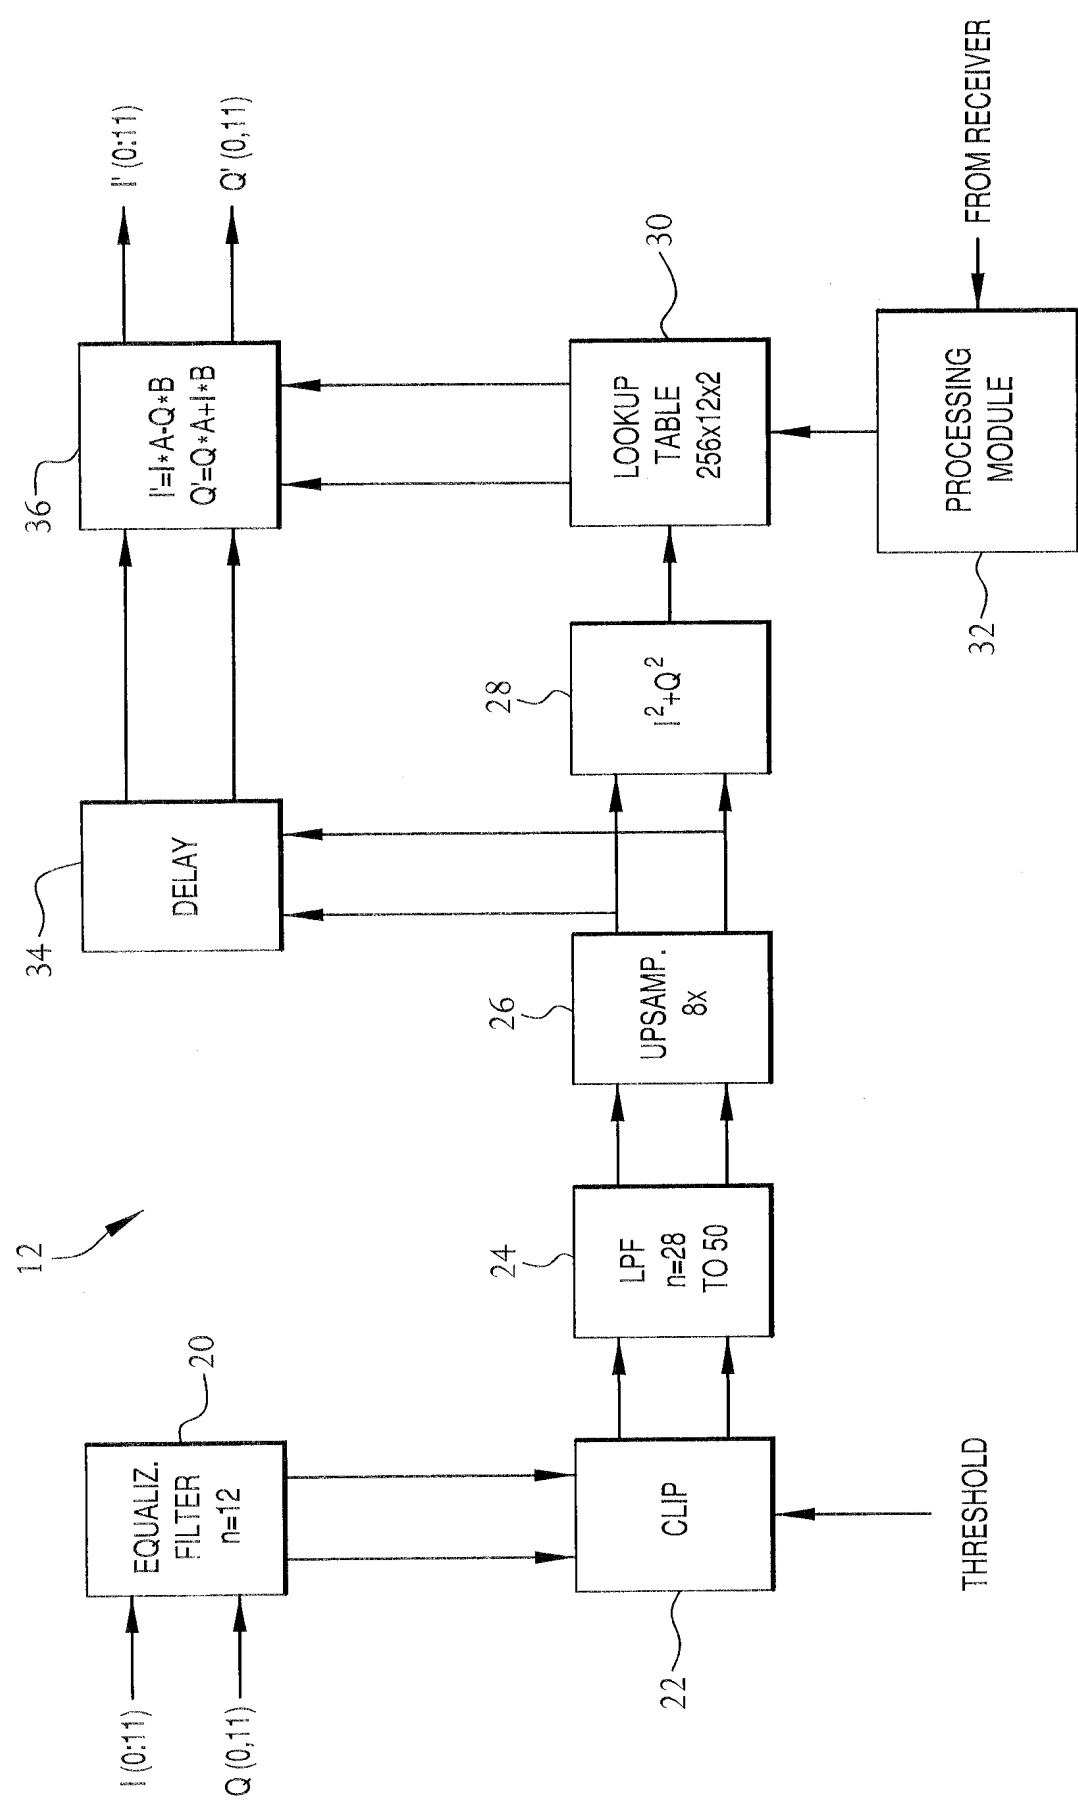 I (0:11)
Q (0,11)
EQUALIZ.
FILTER
n=12
20
12
34
DELAY
36
I'=I*A-Q*B
Q'=Q*A+I*B
I' (0:11)
Q' (0,11)
22
CLIP
THRESHOLD
24
LPF
n=28
TO 50
26
UPSAMP.
8x
28
I²+Q²
30
LOOKUP
TABLE
256x12x2
32
PROCESSING
MODULE
FROM RECEIVER